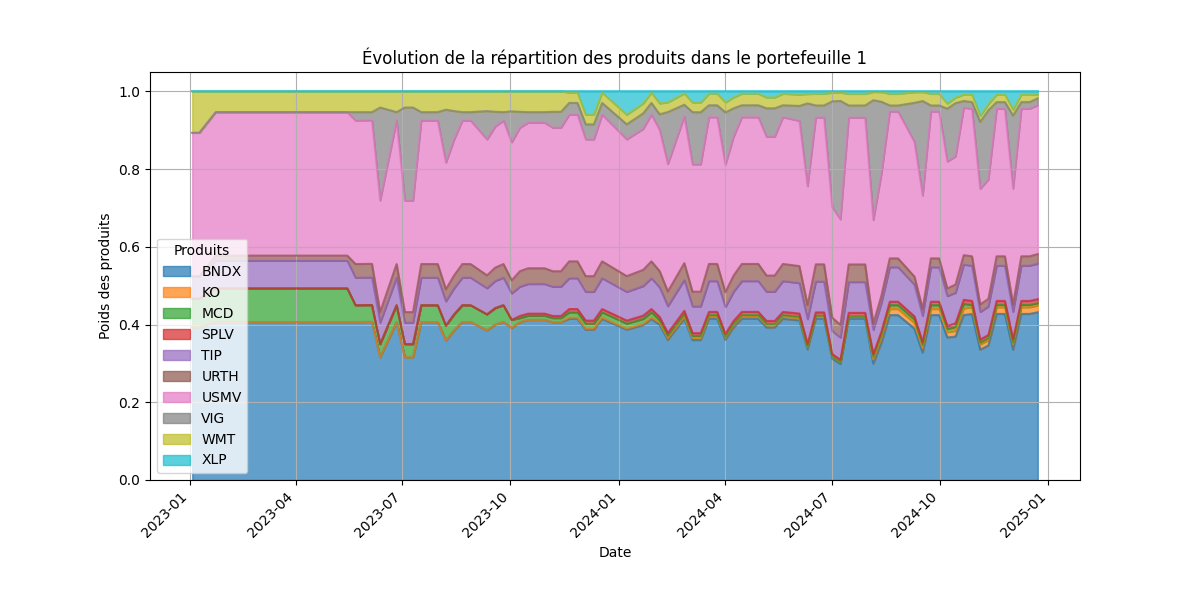 Évolution de la répartition des produits dans le portefeuille 1
Poids des produits
1.0
0.8
0.6
0.4
0.2
0.0
Produits
BNDX
KO
MCD
SPLV
TIP
URTH
USMV
VIG
WMT
XLP
2023-01
2023-04
2023-07
2023-10
2024-01
2024-04
2024-07
2024-10
2025-01
Date